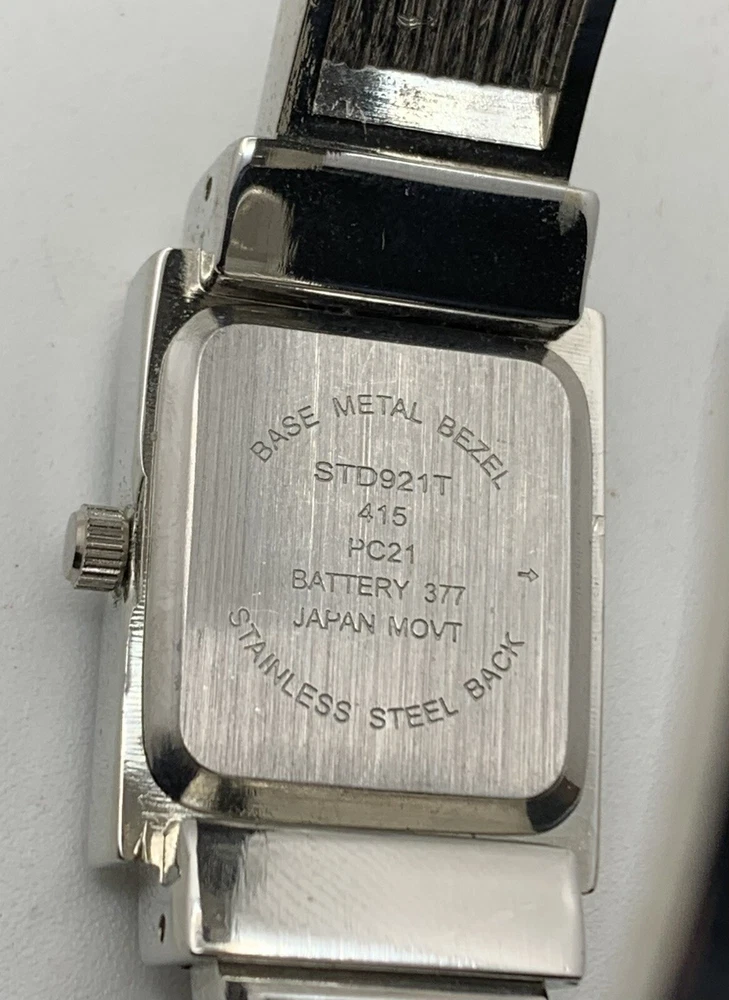 BASE METAL BEZEL
STD921T
415
PC21
BATTERY 377
JAPAN MOVT
STAINLESS STEEL BACK